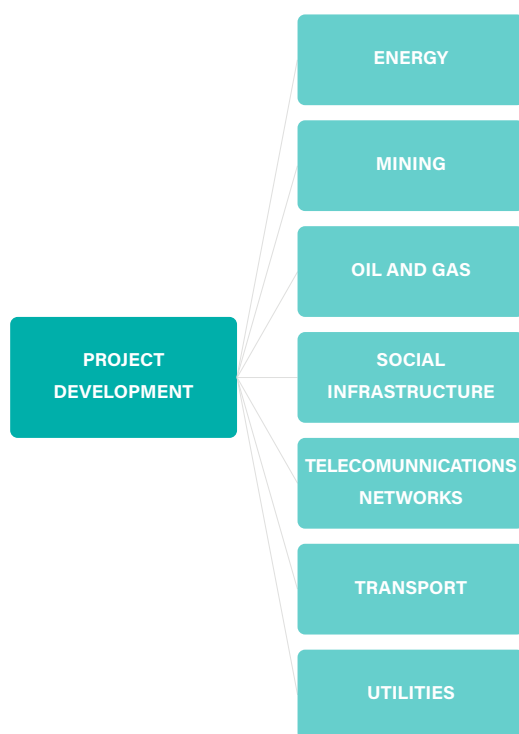 ENERGY
MINING
OIL AND GAS
PROJECT
DEVELOPMENT
SOCIAL
INFRASTRUCTURE
TELECOMUNNICATIONS
NETWORKS
TRANSPORT
UTILITIES